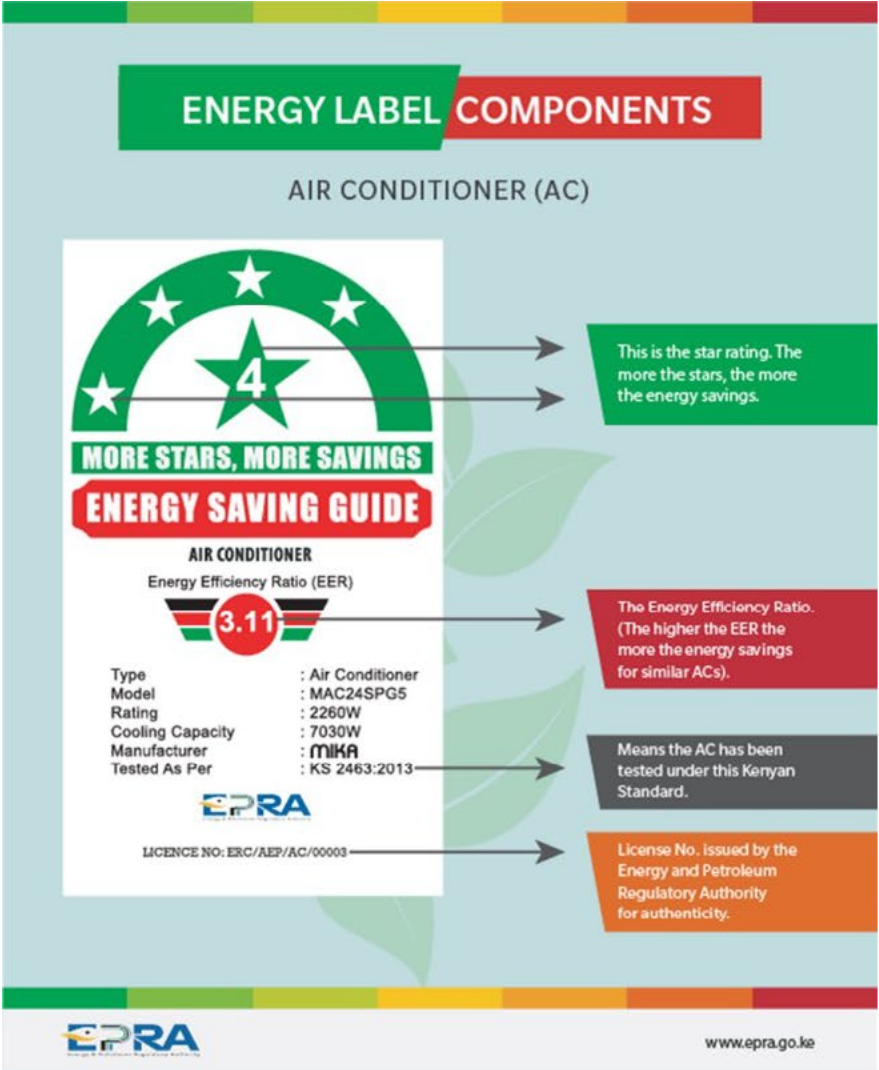 ENERGY LABEL COMPONENTS
AIR CONDITIONER (AC)
4
MORE STARS, MORE SAVINGS
ENERGY SAVING GUIDE
AIR CONDITIONER
Energy Efficiency Ratio (EER)
3.11
Type : Air Conditioner
Model : MAC24SPG5
Rating : 2260W
Cooling Capacity : 7030W
Manufacturer : MIKA
Tested As Per : KS 2463:2013
EPRA
LICENCE NO: ERC/AEP/AC/00003
This is the star rating. The
more the stars, the more
the energy savings.
The Energy Efficiency Ratio.
(The higher the EER the
more the energy savings
for similar ACs).
Means the AC has been
tested under this Kenyan
Standard.
License No. issued by the
Energy and Petroleum
Regulatory Authority
for authenticity.
EPRA
Energy & Petroleum Regulatory Authority
www.epra.go.ke